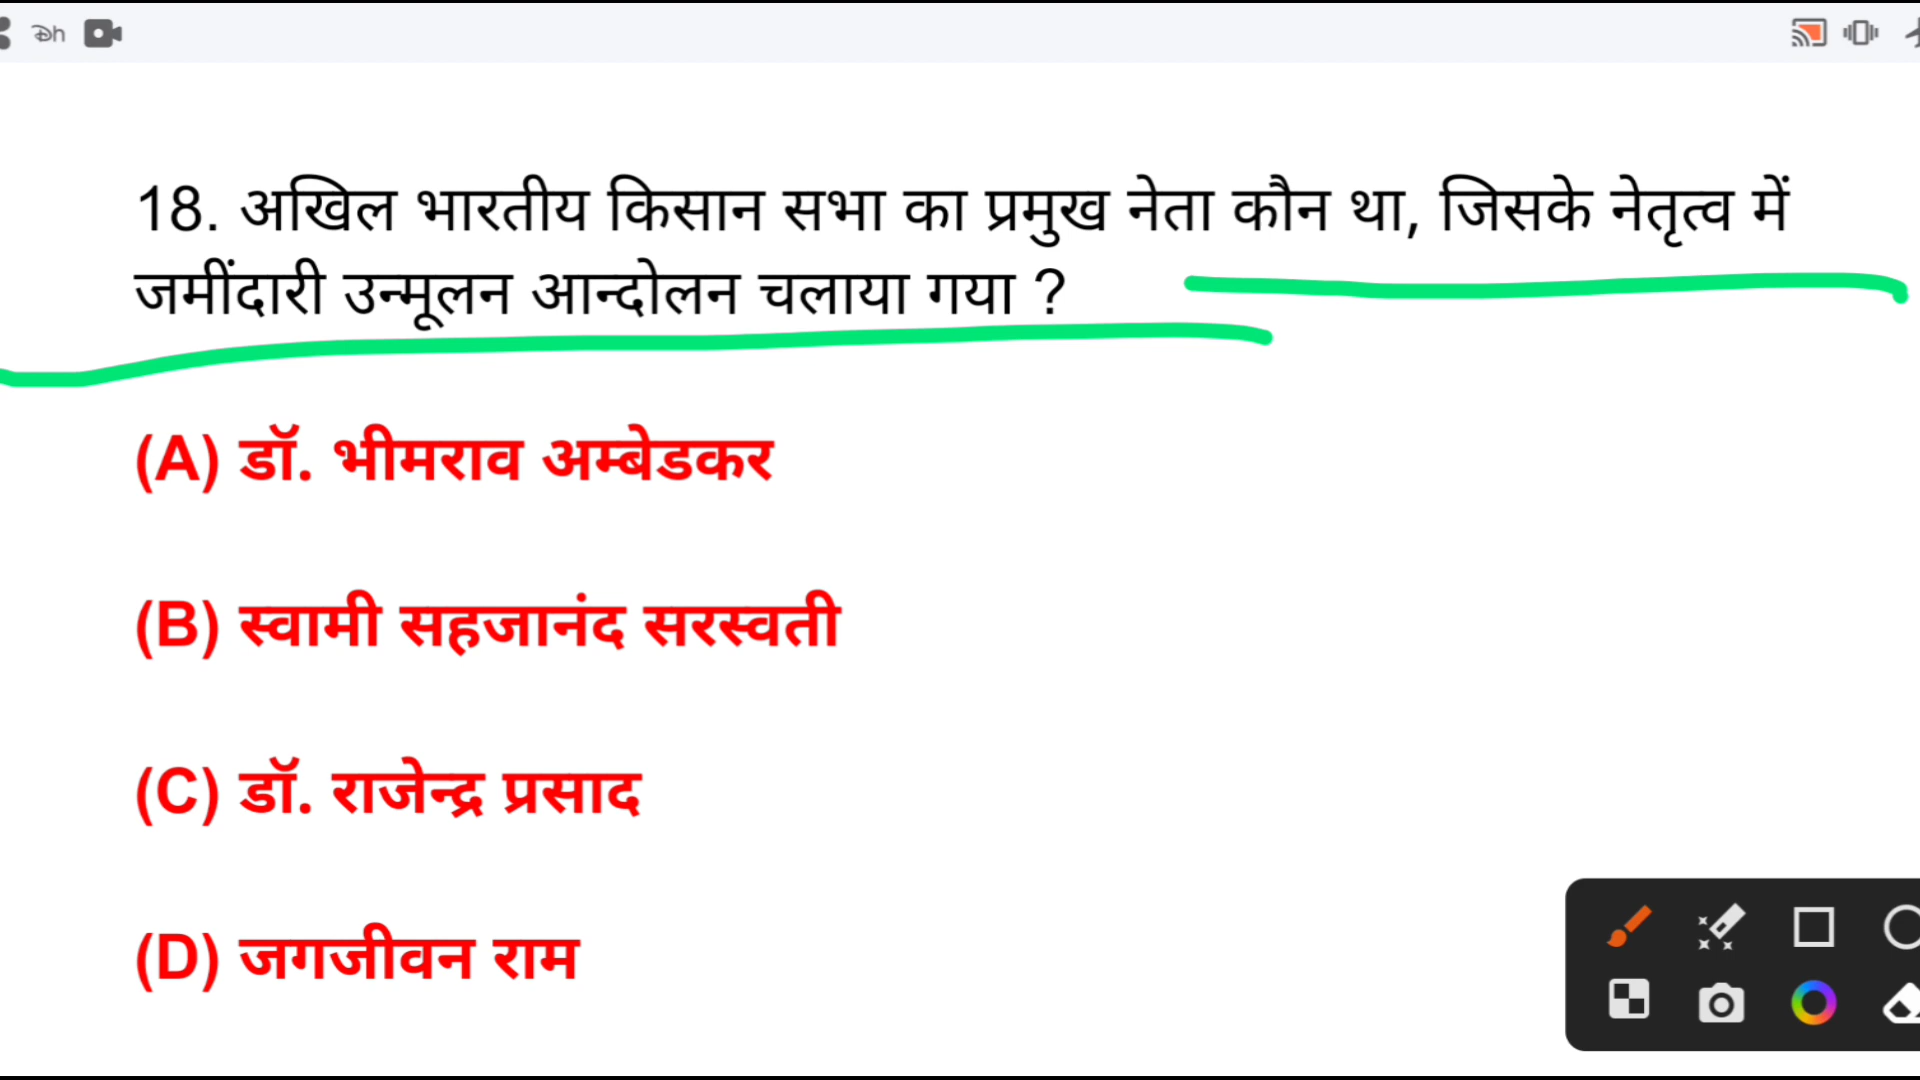 Dh
18. अखिल भारतीय किसान सभा का प्रमुख नेता कौन था, जिसके नेतृत्व में
जमींदारी उन्मूलन आन्दोलन चलाया गया ?
(A) डॉ. भीमराव अम्बेडकर
(B) स्वामी सहजानंद सरस्वती
(C) डॉ. राजेन्द्र प्रसाद
(D) जगजीवन राम